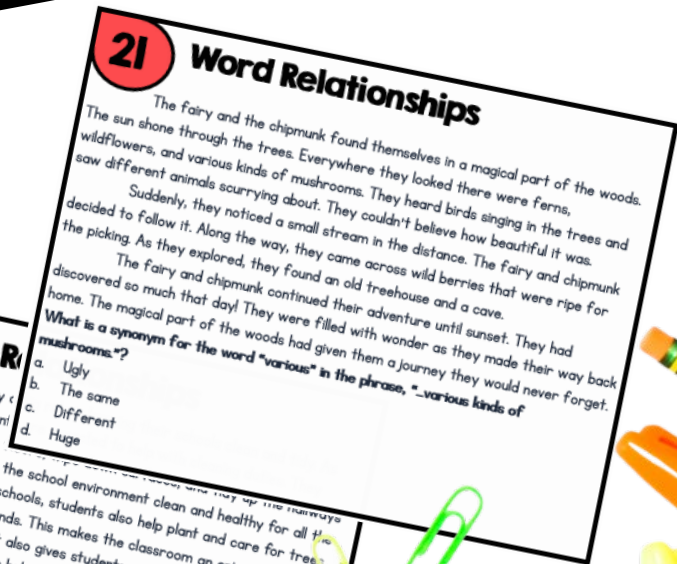 21
Word Relationships
The fairy and the chipmunk found themselves in a magical part of the woods.
The sun shone through the trees. Everywhere they looked there were ferns,
wildflowers, and various kinds of mushrooms. They heard birds singing in the trees and
saw different animals scurrying about. They couldn't believe how beautiful it was.
Suddenly, they noticed a small stream in the distance. The fairy and chipmunk
decided to follow it. Along the way, they came across wild berries that were ripe for
the picking. As they explored, they found an old treehouse and a cave.
The fairy and chipmunk continued their adventure until sunset. They had
discovered so much that day! They were filled with wonder as they made their way back
home. The magical part of the woods had given them a journey they would never forget.
What is a synonym for the word "various" in the phrase, "...various kinds of
mushrooms."?
a. Ugly
b. The same
c. Different
d. Huge
the school environment clean and healthy for all the
schools, students also help plant and care for trees
This makes the classroom an
also gives